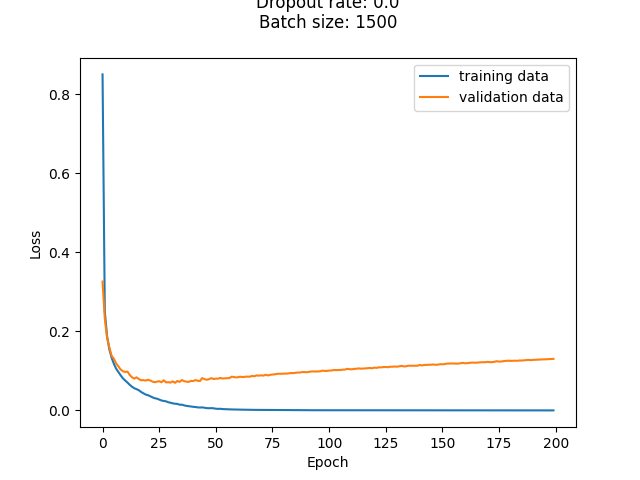 Dropout rate: 0.0
Batch size: 1500
training data
validation data
Loss
0.8
0.6
0.4
0.2
0.0
0 25 50 75 100 125 150 175 200
Epoch